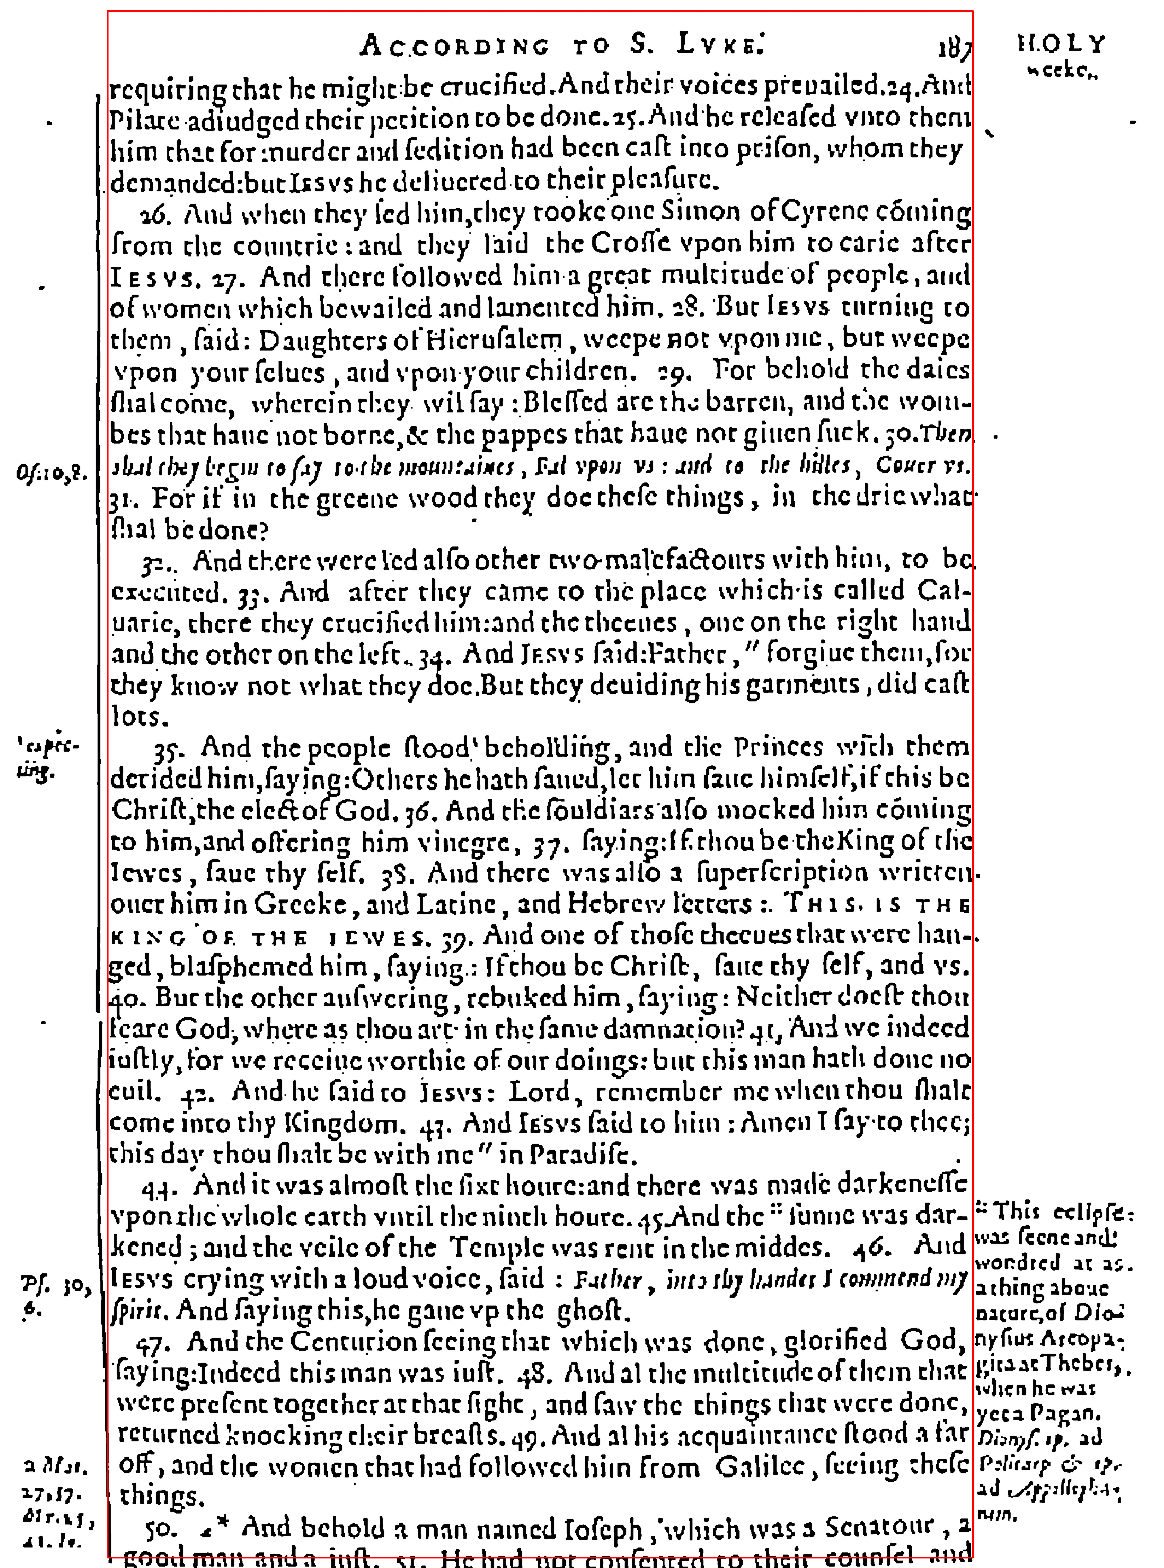 ACCORDING TO S. LVKE. 187
HOLY
weeke.
requiring that he might be crucified. And their voices preuailed. 24. And
Pilate adiudged their petition to be done. 25. And he releaſed vnto them
him that for murder and ſedition had been caſt into priſon, whom they
demanded: but IESVS he deliuered to their pleaſure.
26. And when they led him, they tooke one Simon of Cyrene cõming
from the countrie: and they laid the Croſſe vpon him to carie after
IESVS. 27. And there followed him a great multitude of people, and
of women which bewailed and lamented him. 28. But IESVS turning to
them, ſaid: Daughters of Hieruſalem, weepe not vpon me, but weepe
vpon your ſelues, and vpon your children. 29. For behold the daies
ſhal come, wherein they wil ſay: Bleſſed are the barren, and the wom-
bes that haue not borne, & the pappes that haue not giuen ſuck. 30. Then
Oſ. 10,8.
shal they begin to ſay to the mountaines, Fal vpon vs: and to the hilles, Couer vs.
31. For if in the greene wood they doe theſe things, in the drie what
ſhal be done?
32. And there were led alſo other two malefactours with him, to be
executed. 33. And after they came to the place which is called Cal-
uarie, there they crucified him: and the theeues, one on the right hand
and the other on the left. 34. And IESVS ſaid: Father, " forgiue them, for
they know not what they doe. But they deuiding his garments, did caſt
lots.
' expec-
ting.
35. And the people ſtood ' beholding, and the Princes with them
derided him, ſaying: Others he hath ſaued, let him ſaue himſelf, if this be
Chriſt, the elect of God. 36. And the ſouldiars alſo mocked him cõming
to him, and offering him vinegre, 37. ſaying: If thou be the King of the
Iewes, ſaue thy ſelf. 38. And there was alſo a ſuperſcription written
ouer him in Greeke, and Latine, and Hebrew letters: THIS IS THE
KING OF THE IEWES. 39. And one of thoſe theeues that were han-
ged, blaſphemed him, ſaying: If thou be Chriſt, ſaue thy ſelf, and vs.
40. But the other anſwering, rebuked him, ſaying: Neither doeſt thou
feare God, where as thou art in the ſame damnation? 41, And we indeed
iuſtly, for we receiue worthie of our doings: but this man hath done no
euil. 42. And he ſaid to IESVS: Lord, remember me when thou ſhalt
come into thy Kingdom. 43. And IESVS ſaid to him: Amen I ſay to thee;
this day thou ſhalt be with me " in Paradiſe.
44. And it was almoſt the ſixt houre: and there was made darkeneſſe
vpon the whole earth vntil the ninth houre. 45. And the :: ſunne was dar-
kened; and the veile of the Temple was rent in the middes. 46. And
Pſ. 30,
6.
IESVS crying with a loud voice, ſaid: Father, into thy handes I commend my
ſpirit. And ſaying this, he gaue vp the ghoſt.
47. And the Centurion ſeeing that which was done, glorified God,
ſaying: Indeed this man was iuſt. 48. And al the multitude of them that
were preſent together at that ſight, and ſaw the things that were done,
returned knocking their breaſts. 49. And al his acquaintance ſtood a far
off, and the women that had followed him from Galilee, ſeeing theſe
things.
:: This eclipſe
was ſeene and
wondred at as
a thing aboue
nature, of Dio-
nyſius Areopa-
gita at Thebes,
when he was
yet a Pagan.
Dionyſ. ep. ad
Policarp & ep.
ad
nem.
a Mat.
27,57.
Mr. 15,
50. a * And behold a man named Ioſeph, which was a Senatour, a
good man and a iuſt. 51. He had not conſented to their counſel and